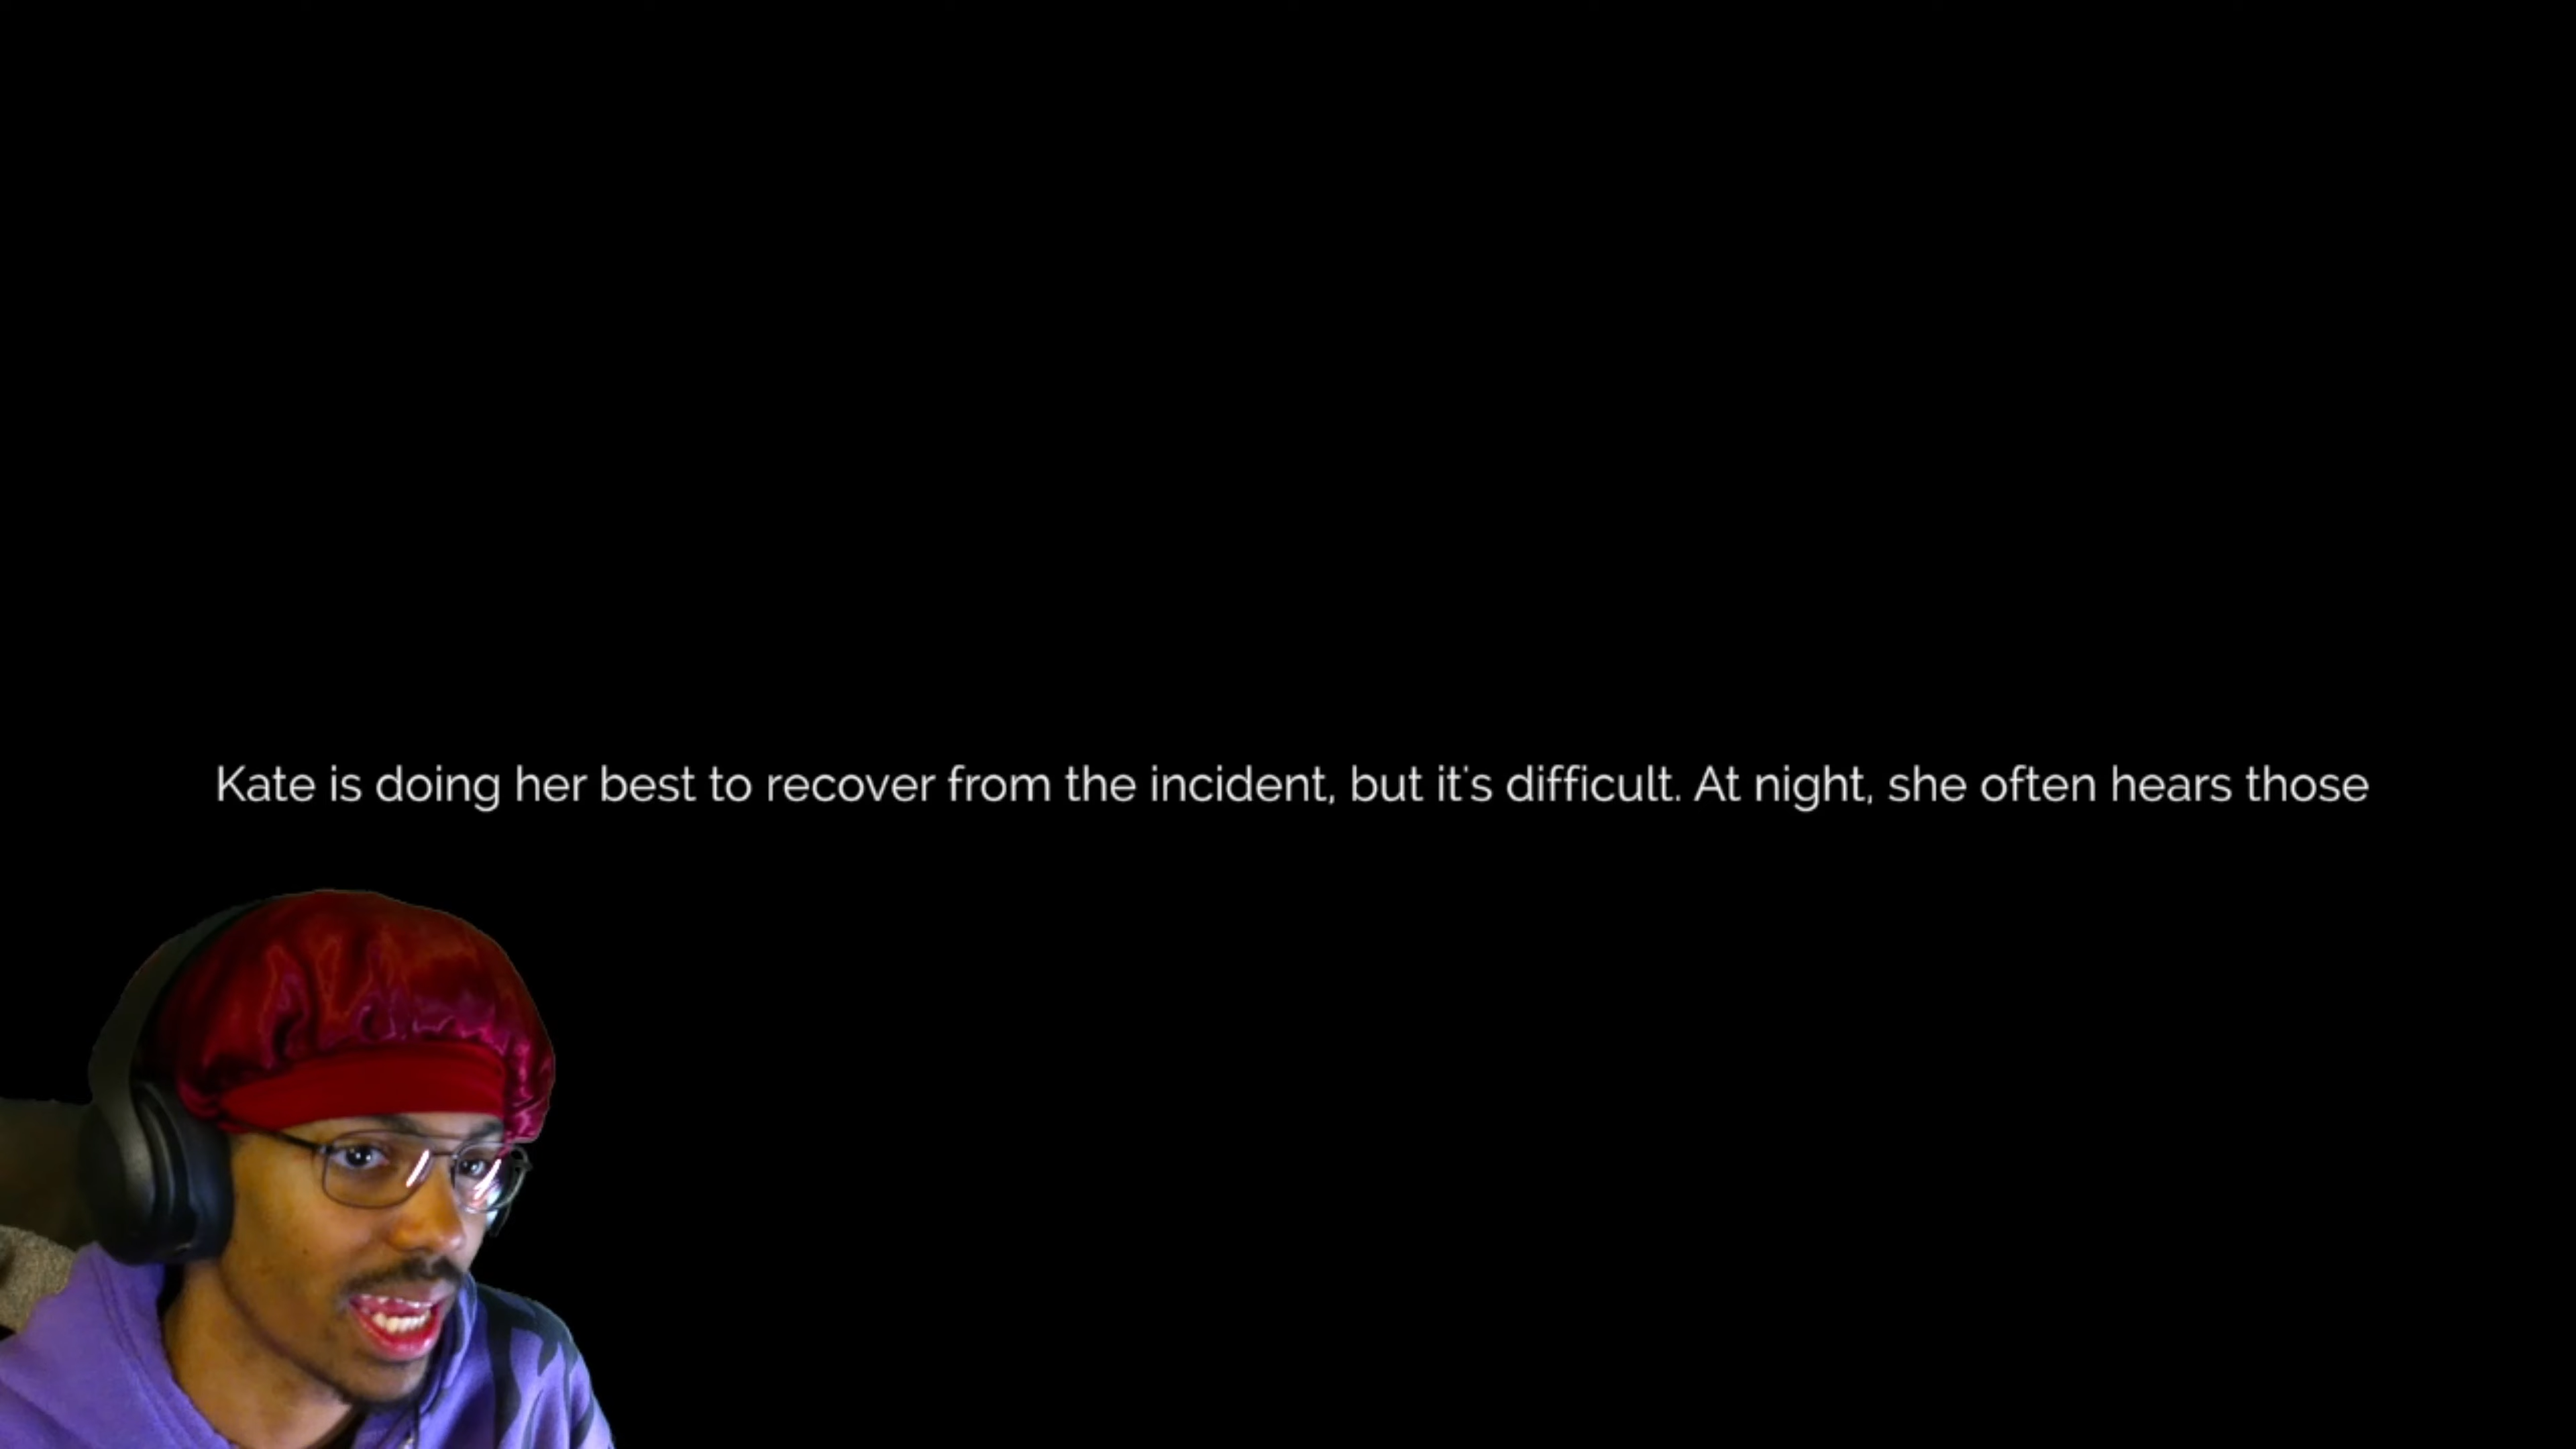 Kate is doing her best to recover from the incident, but it's difficult. At night, she often hears those